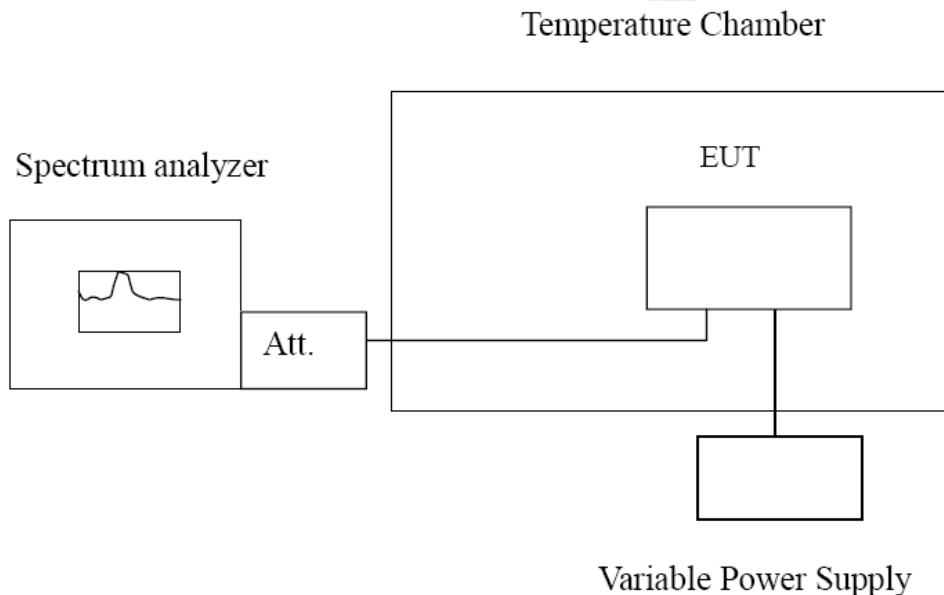 Temperature Chamber
Spectrum analyzer
EUT
Att.
Variable Power Supply